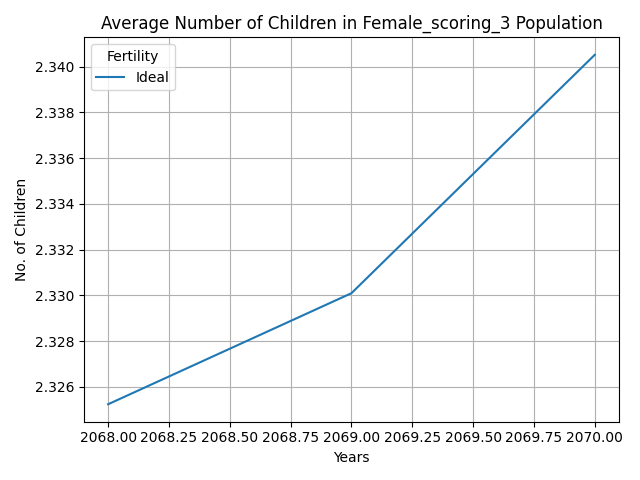 Average Number of Children in Female_scoring_3 Population
Fertility
Ideal
No. of Children
2.340
2.338
2.336
2.334
2.332
2.330
2.328
2.326
2068.00 2068.25 2068.50 2068.75 2069.00 2069.25 2069.50 2069.75 2070.00
Years